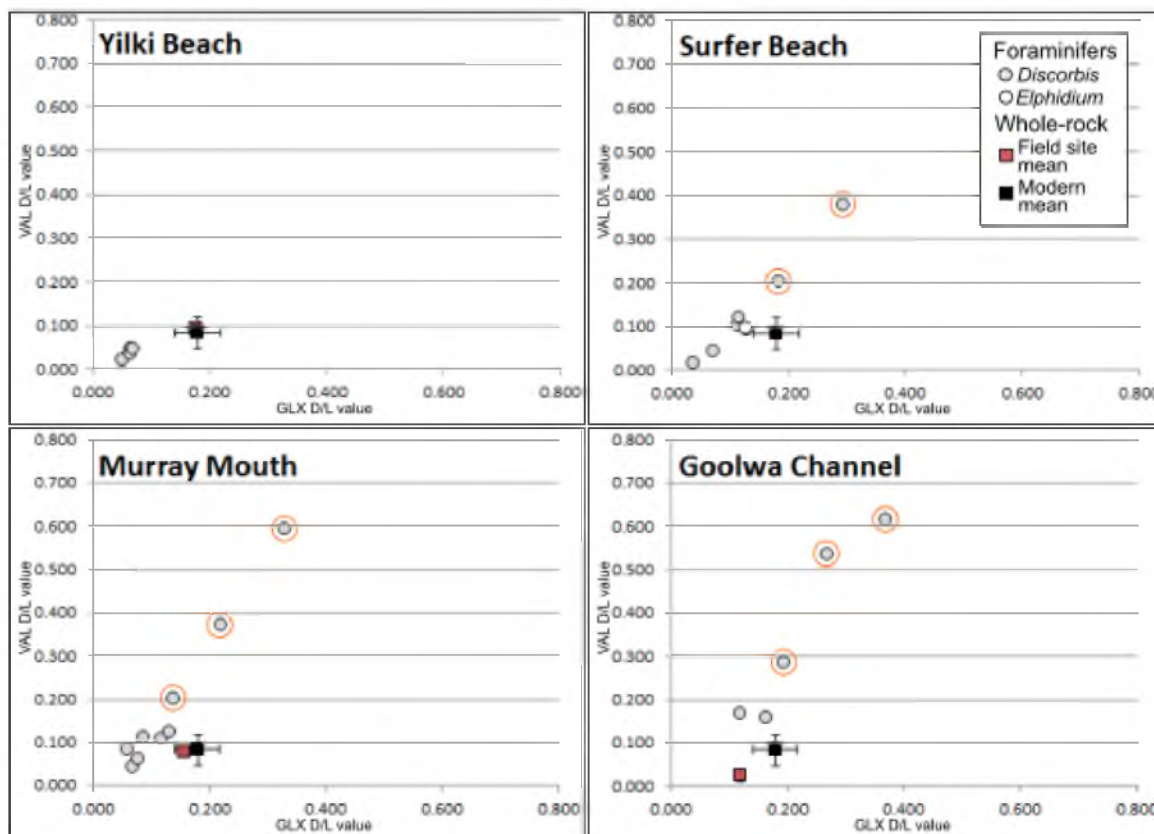 Yilki Beach
0.800
0.700
0.600
0.500
0.400
0.300
0.200
0.100
0.000
VAL D/L value
0.000 0.200 0.400 0.600 0.800
GLX D/L value
Surfer Beach
0.800
0.700
0.600
0.500
0.400
0.300
0.200
0.100
0.000
VAL D/L value
0.000 0.200 0.400 0.600 0.800
GLX D/L value
Foraminifers
Discorbis
Elphidium
Whole-rock
Field site
mean
Modern
mean
Murray Mouth
0.800
0.700
0.600
0.500
0.400
0.300
0.200
0.100
0.000
VAL D/L value
0.000 0.200 0.400 0.600 0.800
GLX D/L value
Goolwa Channel
0.800
0.700
0.600
0.500
0.400
0.300
0.200
0.100
0.000
VAL D/L value
0.000 0.200 0.400 0.600 0.800
GLX D/L value